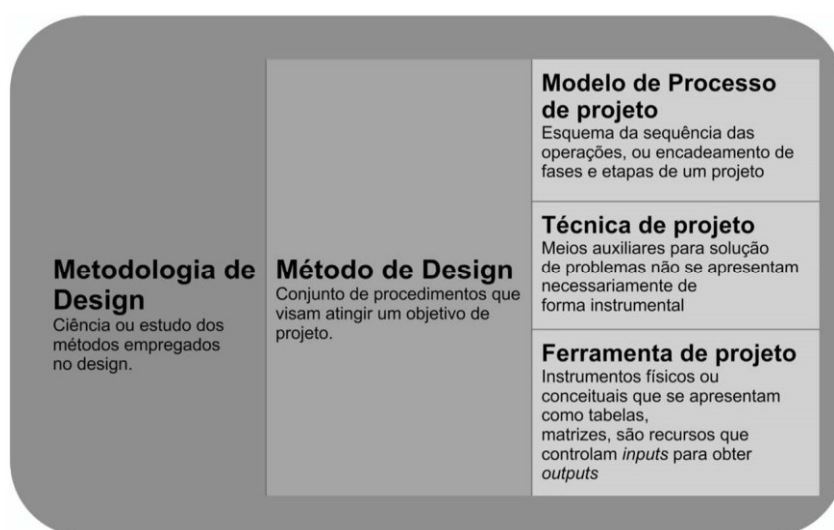 Metodologia de
Design
Ciência ou estudo dos
métodos empregados
no design.
Método de Design
Conjunto de procedimentos que
visam atingir um objetivo de
projeto.
Modelo de Processo
de projeto
Esquema da sequência das
operações, ou encadeamento de
fases e etapas de um projeto
Técnica de projeto
Meios auxiliares para solução
de problemas não se apresentam
necessariamente de
forma instrumental
Ferramenta de projeto
Instrumentos físicos ou
conceituais que se apresentam
como tabelas,
matrizes, são recursos que
controlam inputs para obter
outputs